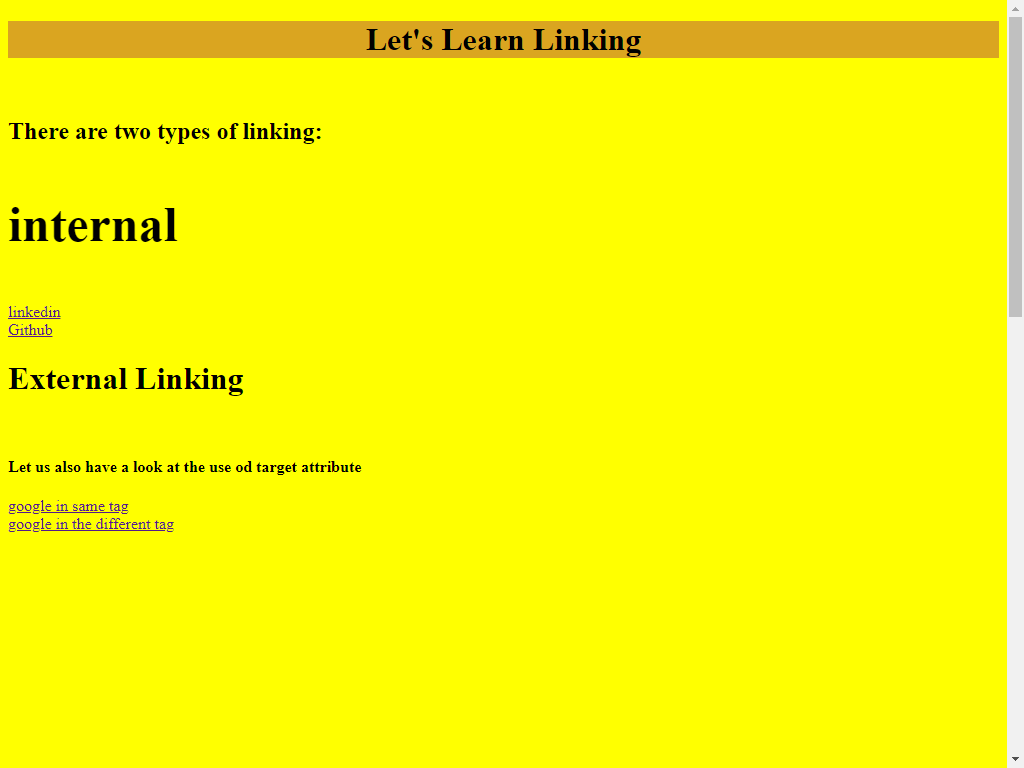 Let's Learn Linking
There are two types of linking:
internal
linkedin
Github
External Linking
Let us also have a look at the use od target attribute
google in same tag
google in the different tag